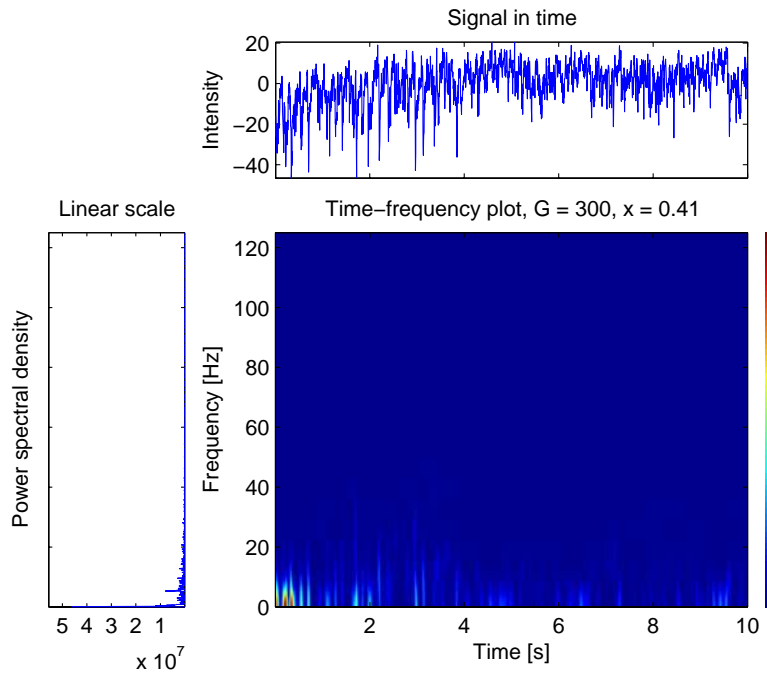 Signal in time
20
0
−20
−40
Intensity
Linear scale
Time−frequency plot, G = 300, x = 0.41
Power spectral density
5 4 3 2 1
x 10^7
120
100
80
60
40
20
0
Frequency [Hz]
2 4 6 8 10
Time [s]